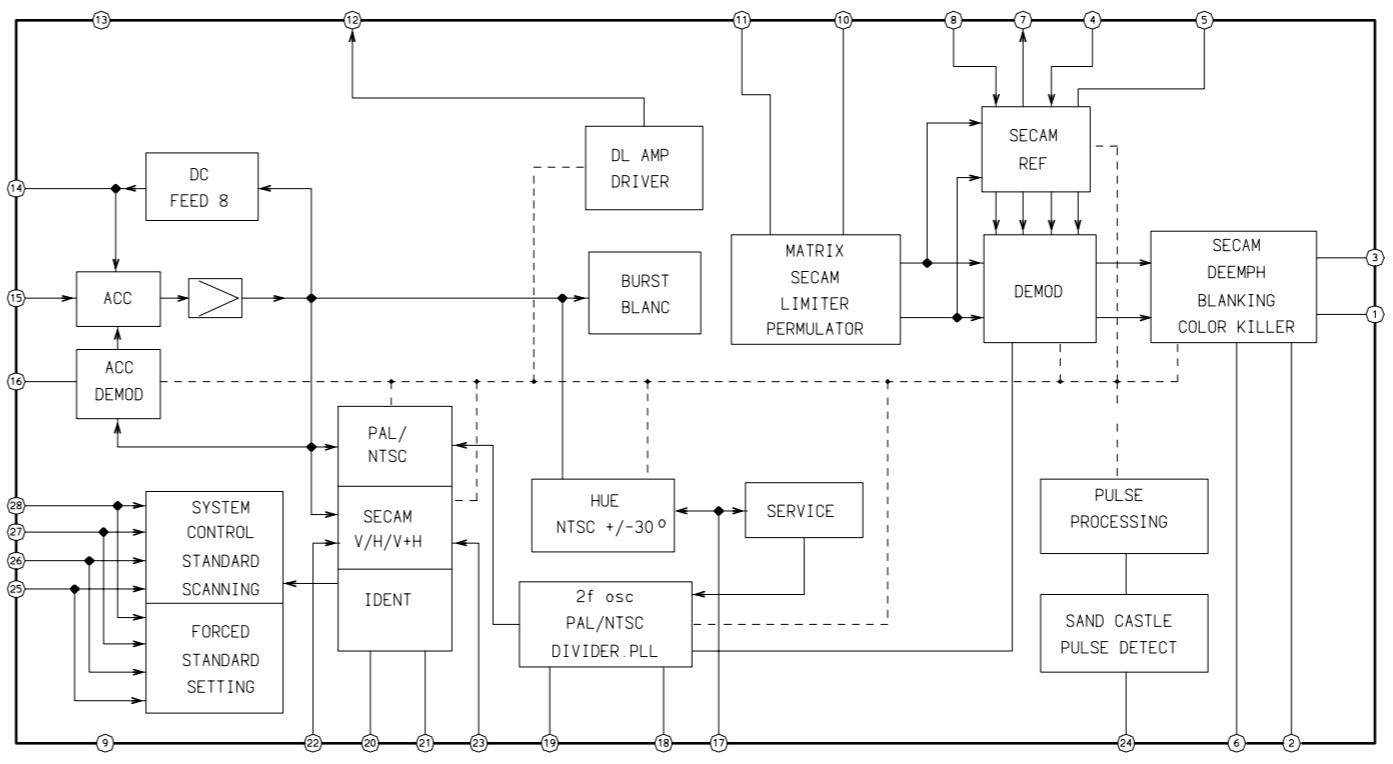 13
12
11
10
8
7
4
5
DL AMP
DRIVER
SECAM
REF
DC
FEED 8
14
MATRIX
SECAM
LIMITER
PERMULATOR
DEMOD
SECAM
DEEMPH
BLANKING
COLOR KILLER
3
1
BURST
BLANC
15
ACC
16
ACC
DEMOD
PAL/
NTSC
SECAM
V/H/V+H
IDENT
HUE
NTSC +/-30°
SERVICE
PULSE
PROCESSING
28
27
26
25
SYSTEM
CONTROL
STANDARD
SCANNING
FORCED
STANDARD
SETTING
2f osc
PAL/NTSC
DIVIDER.PLL
SAND CASTLE
PULSE DETECT
9
22
20
21
23
19
18
17
24
6
2